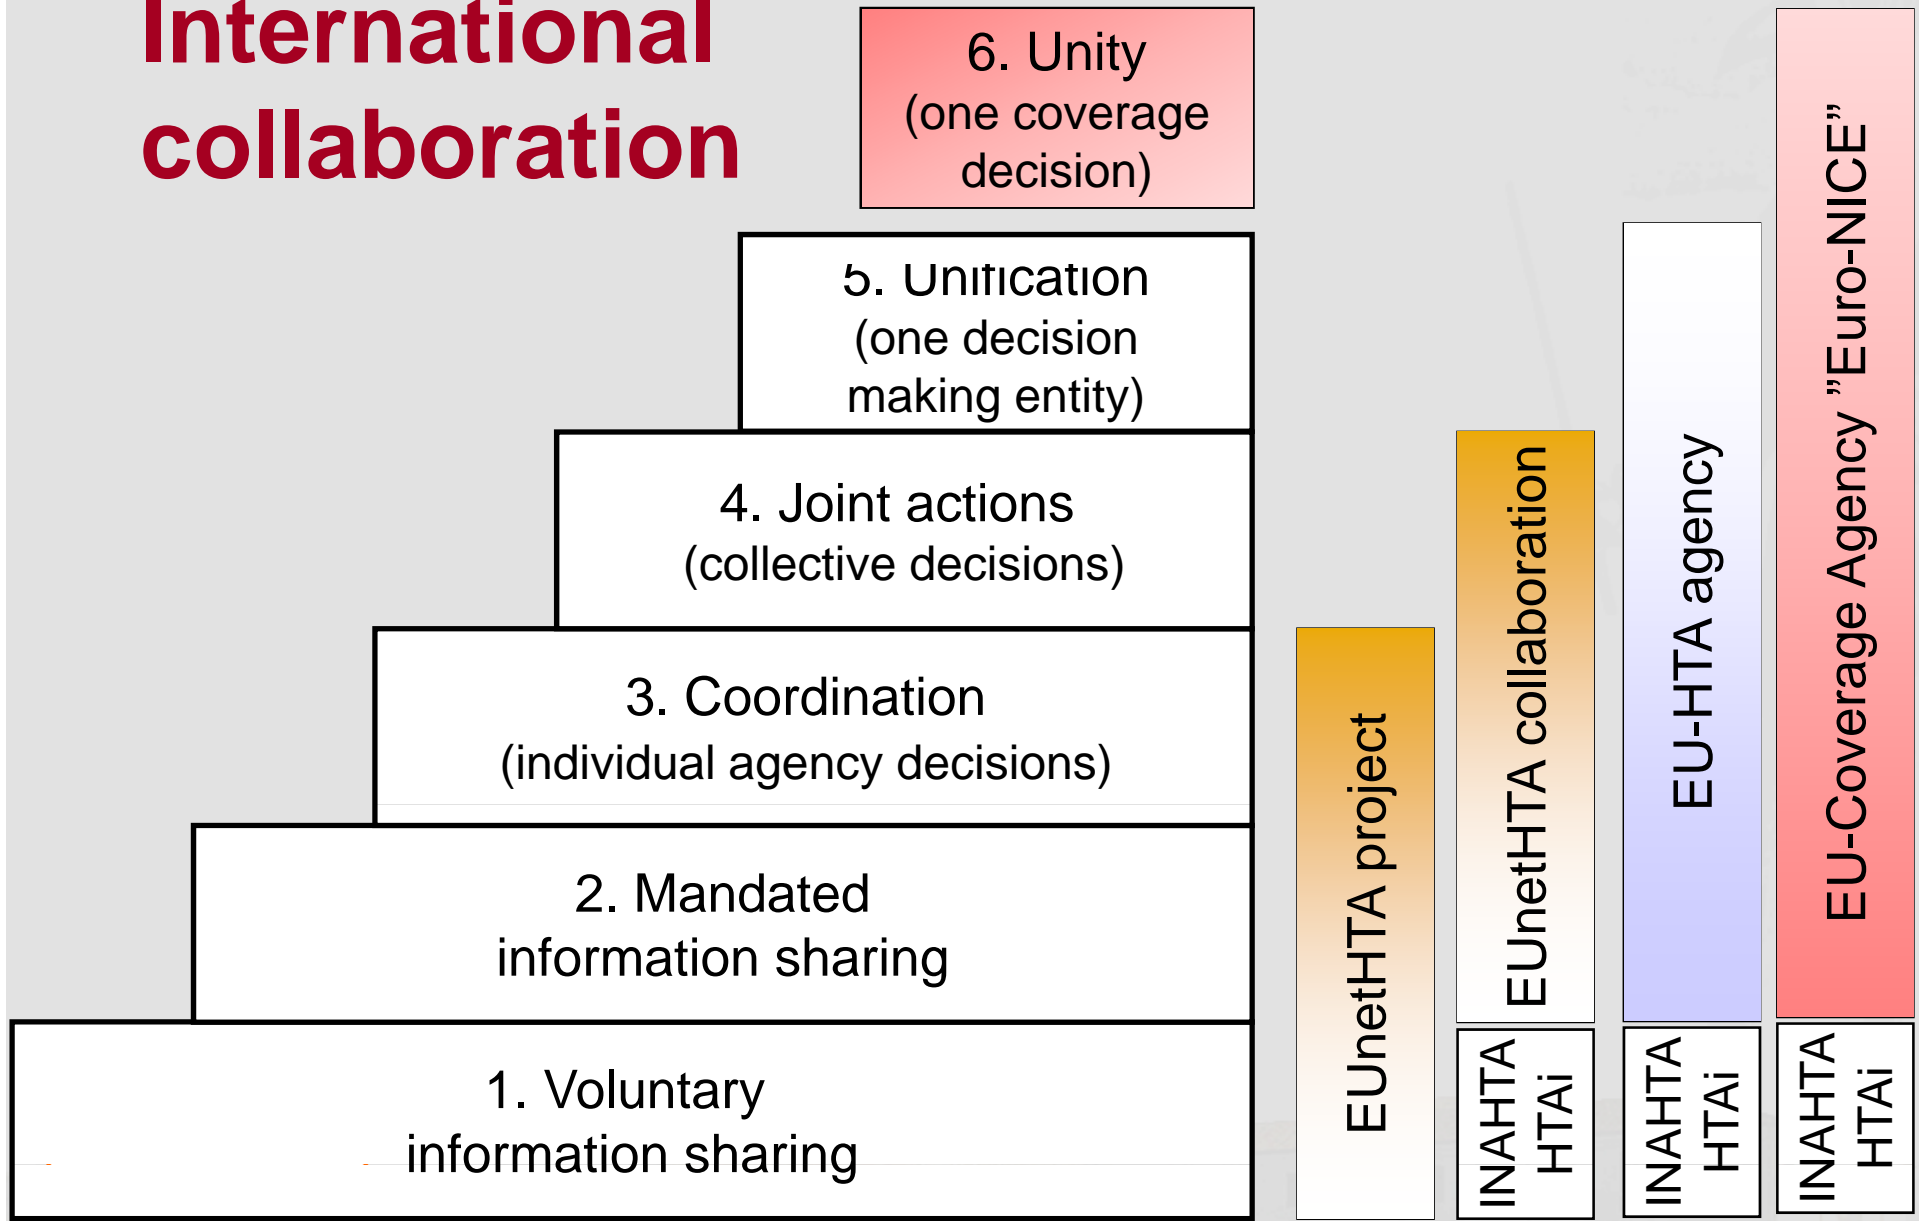 International
collaboration
6. Unity
(one coverage
decision)
5. Unification
(one decision
making entity)
4. Joint actions
(collective decisions)
3. Coordination
(individual agency decisions)
2. Mandated
information sharing
1. Voluntary
information sharing
EUnetHTA project
EUnetHTA collaboration
INAHTA
HTAi
EU-HTA agency
INAHTA
HTAi
EU-Coverage Agency ”Euro-NICE”
INAHTA
HTAi